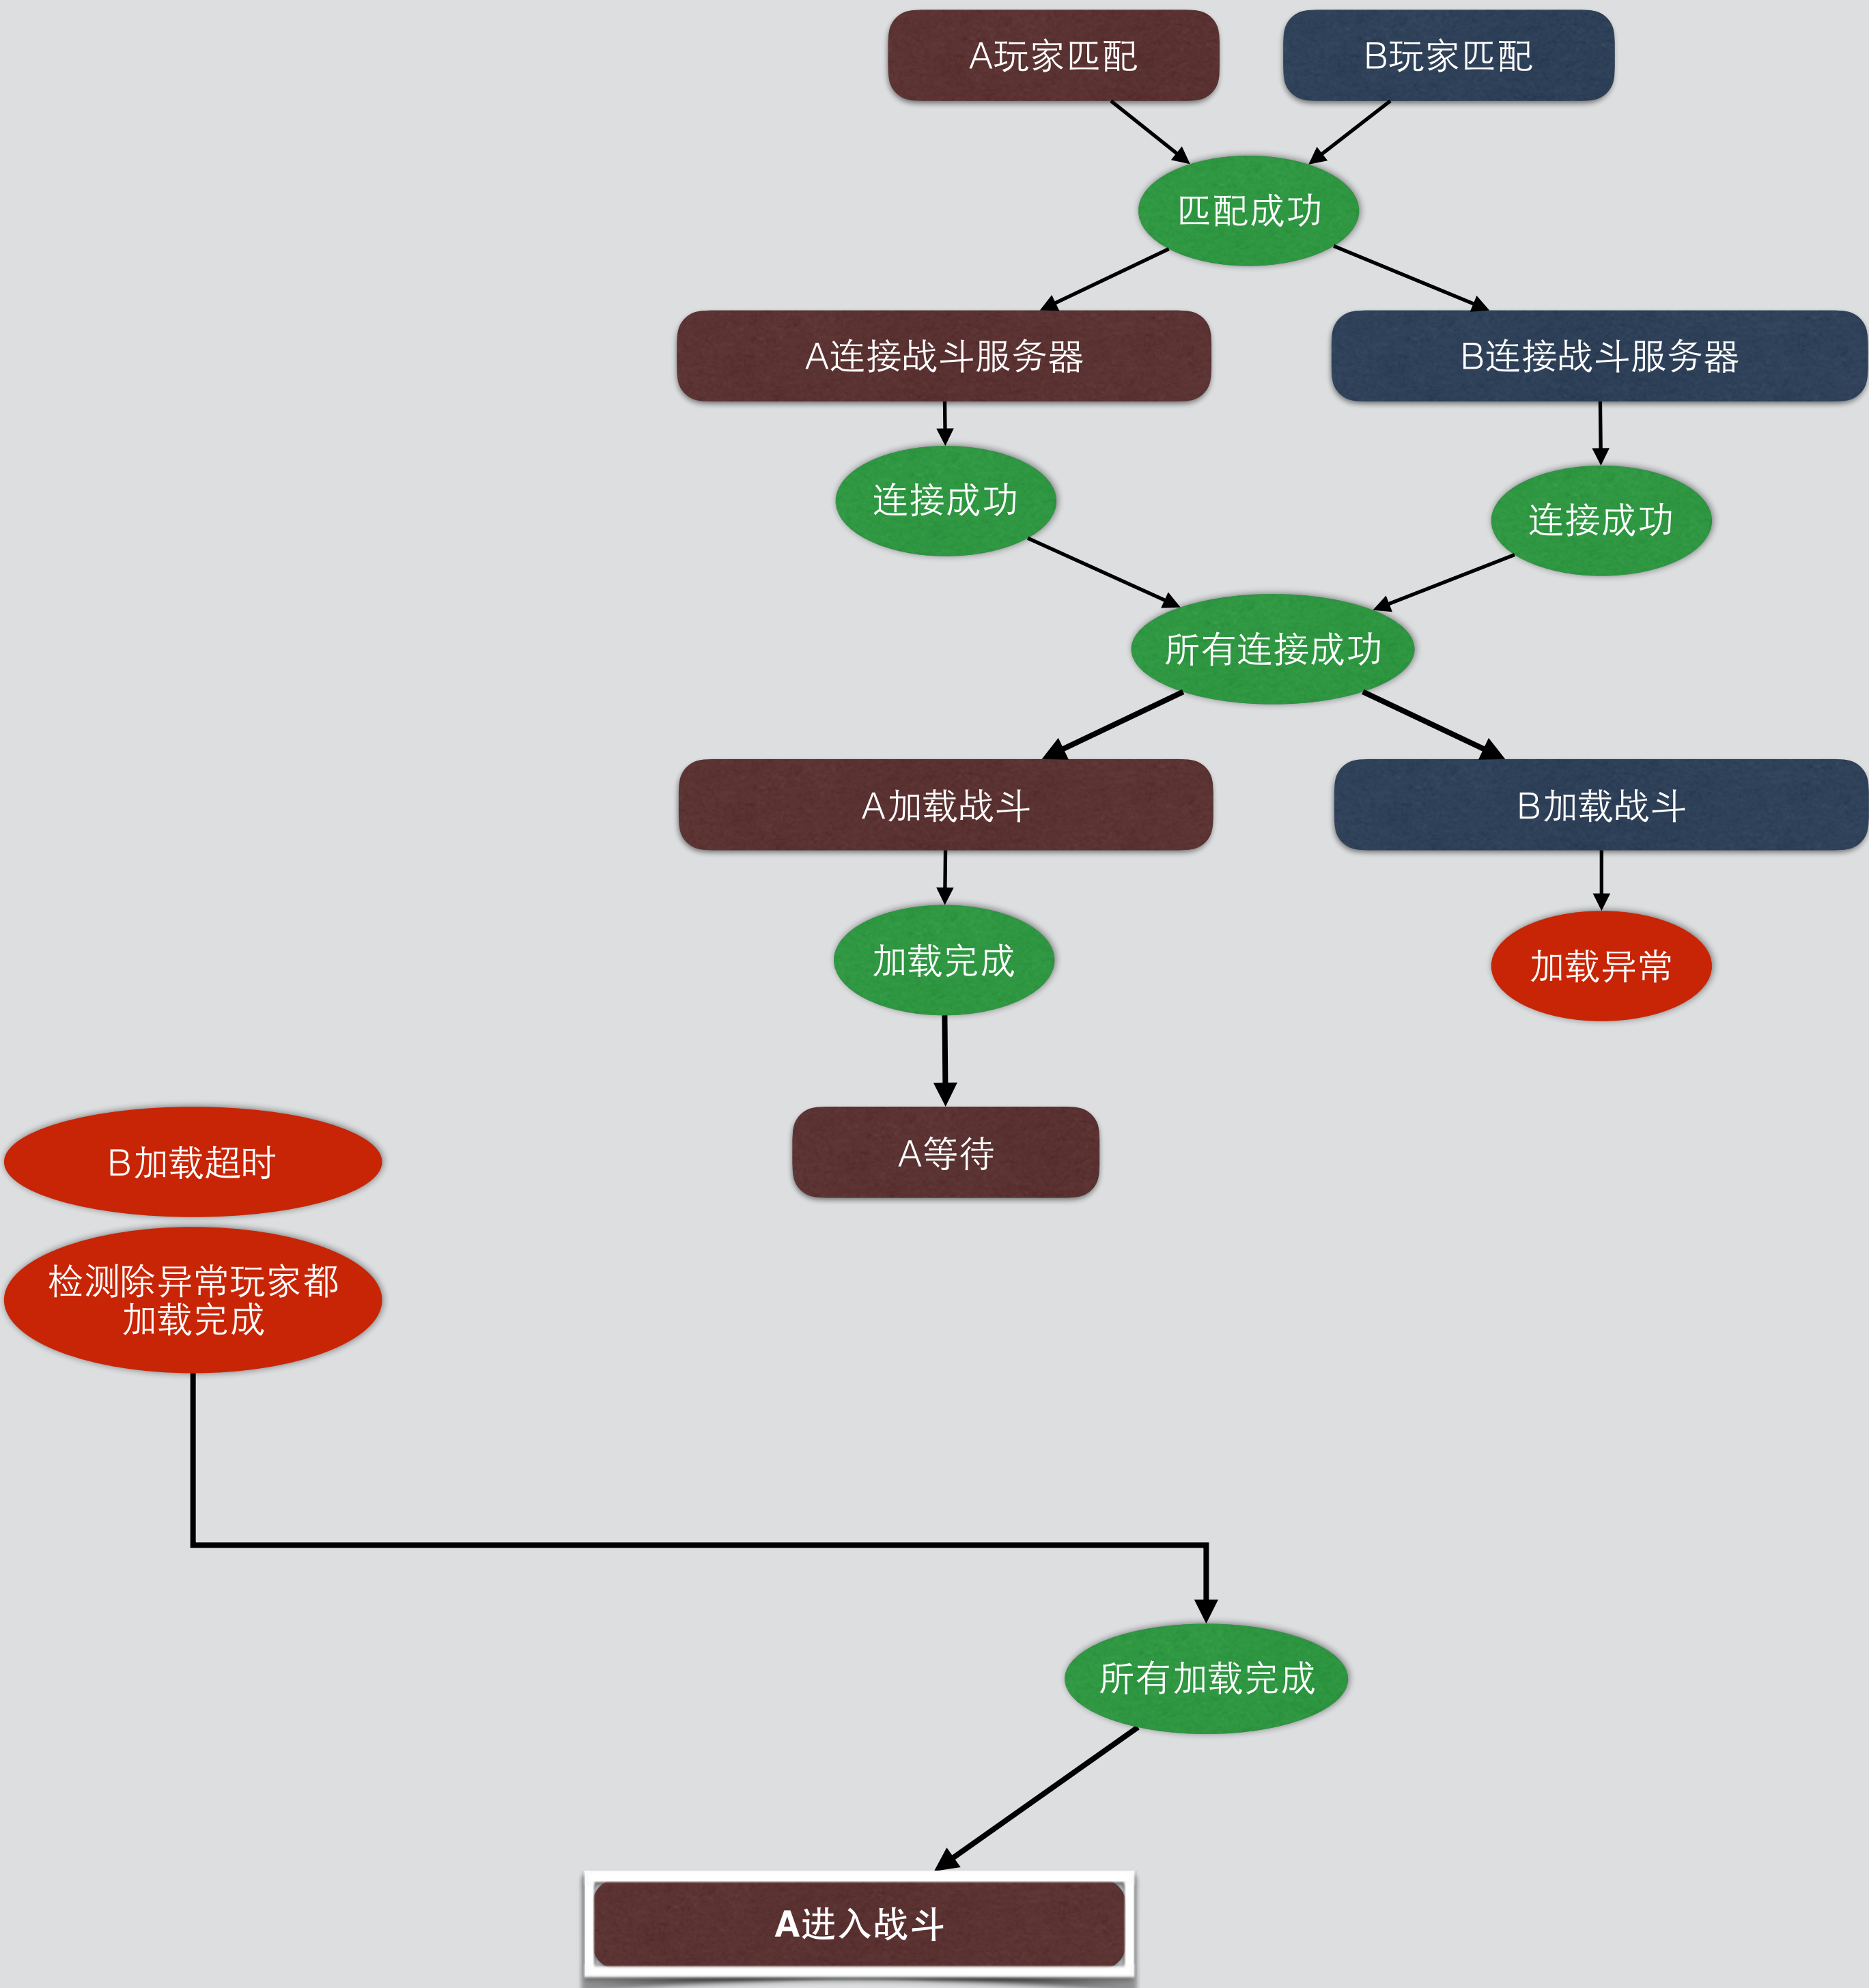 A玩家匹配
B玩家匹配
匹配成功
A连接战斗服务器
B连接战斗服务器
连接成功
连接成功
所有连接成功
A加载战斗
B加载战斗
加载完成
加载异常
A等待
B加载超时
检测除异常玩家都
加载完成
所有加载完成
A进入战斗